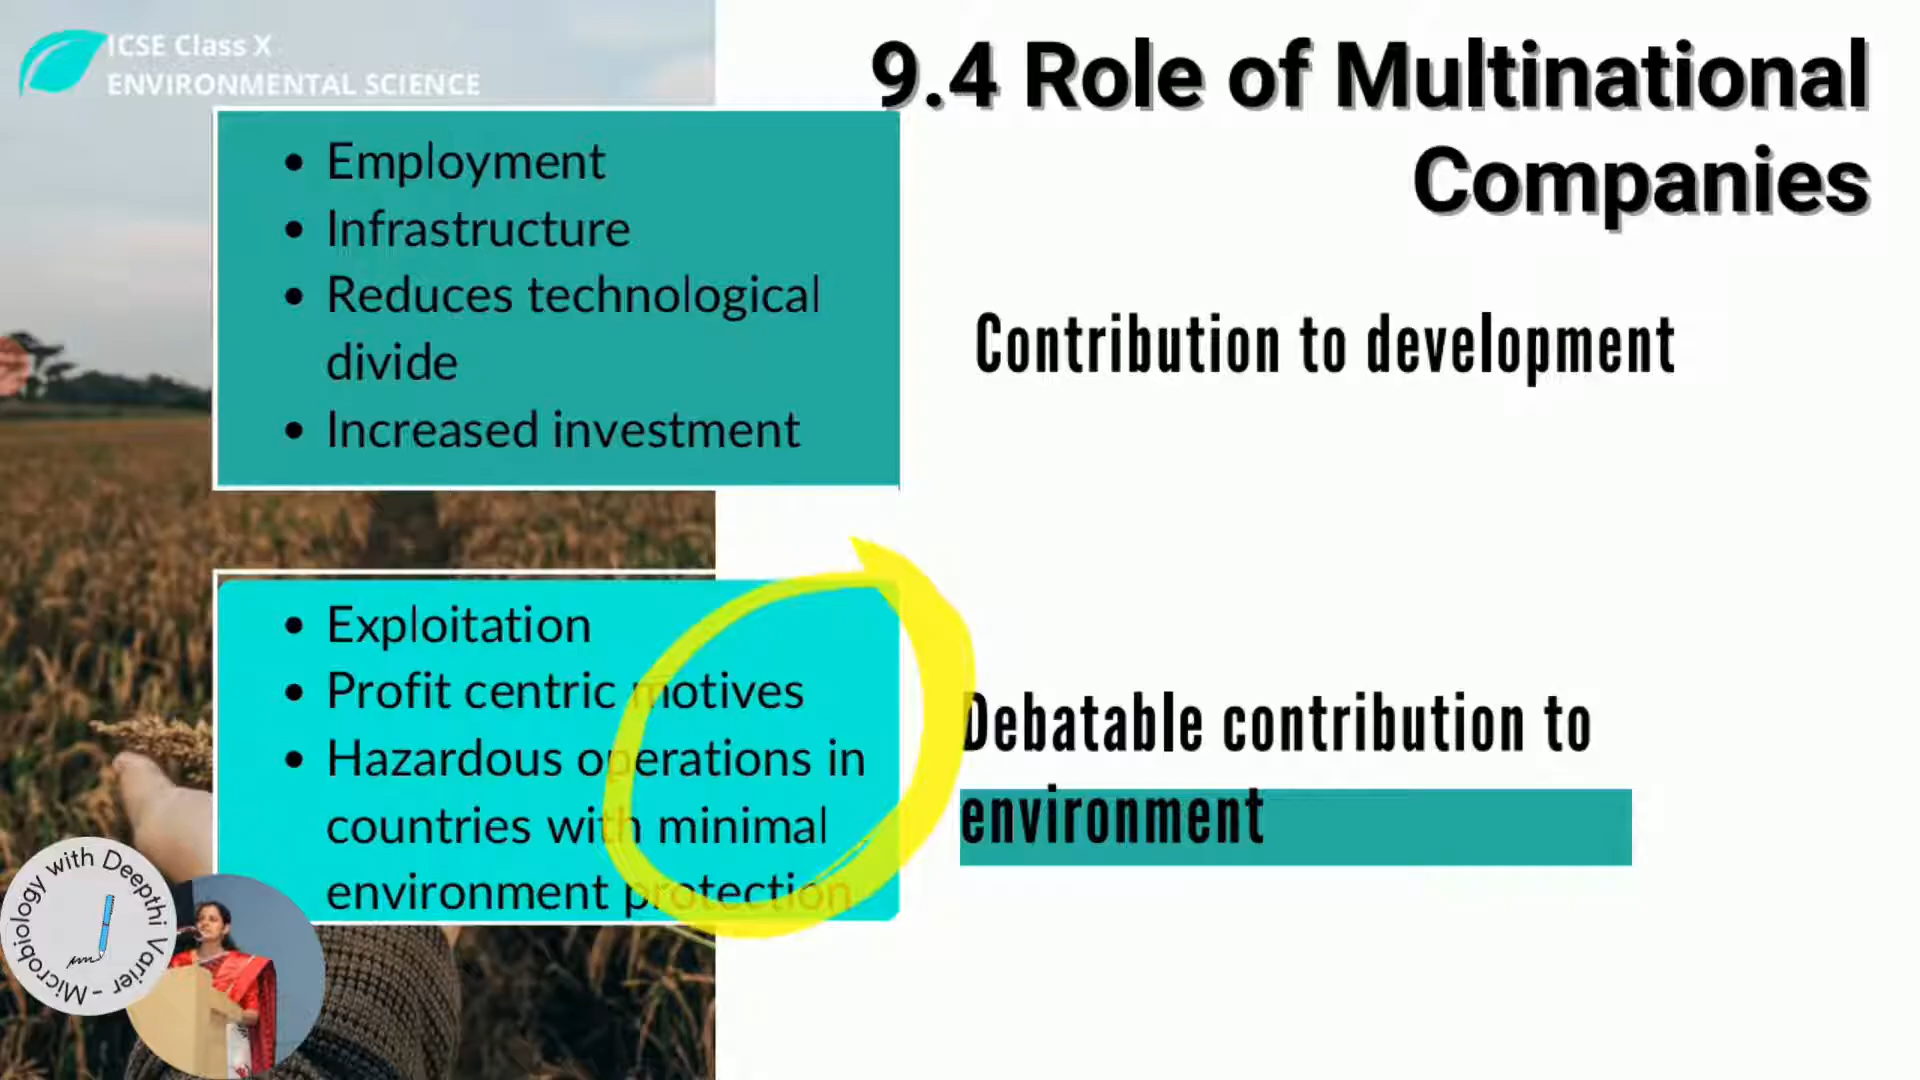 ICSE Class X
ENVIRONMENTAL SCIENCE
9.4 Role of Multinational
Companies
• Employment
• Infrastructure
• Reduces technological
divide
• Increased investment
Contribution to development
• Exploitation
• Profit centric motives
• Hazardous operations in
countries with minimal
environment protection
Debatable contribution to
environment
Microbiology with Deepthi Varier -